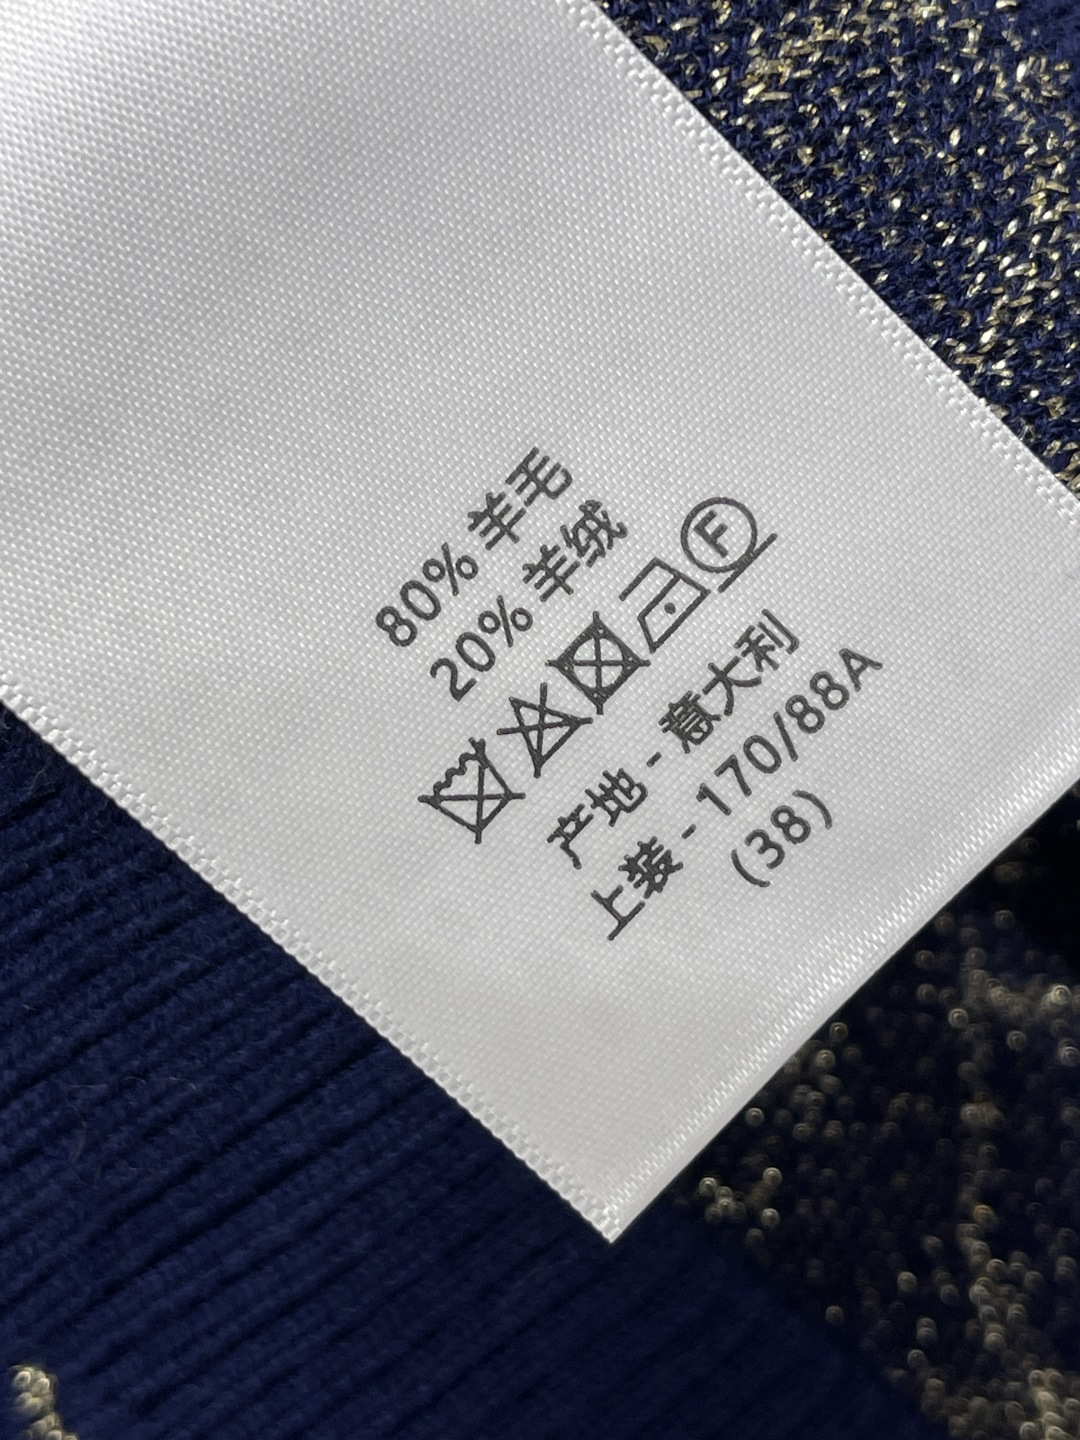 80% 羊毛
20% 羊绒
F
产地 - 意大利
上装 - 170/88A
(38)